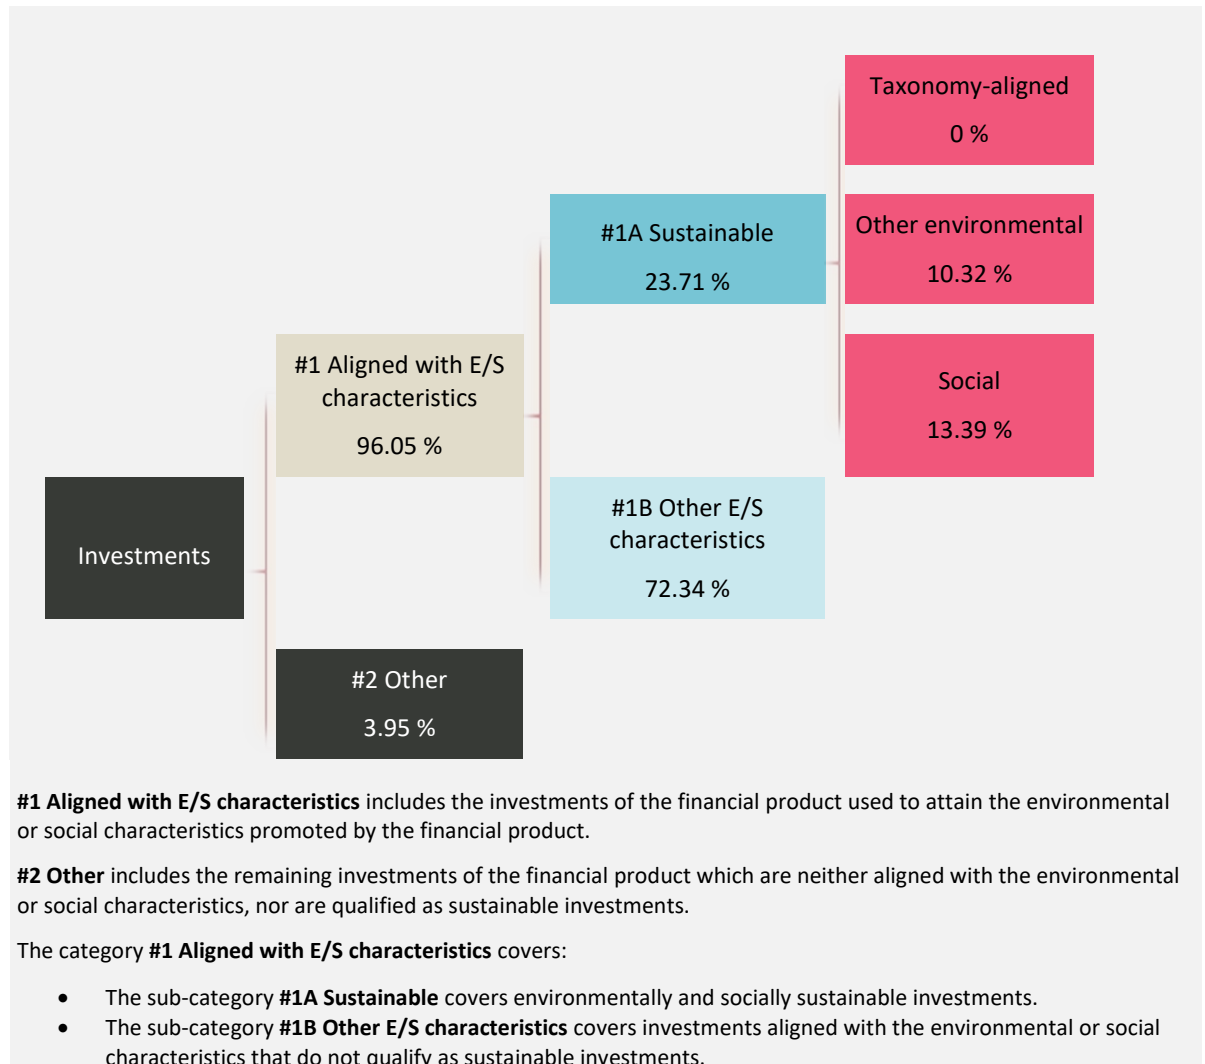 Taxonomy-aligned
0 %
#1A Sustainable
23.71 %
Other environmental
10.32 %
#1 Aligned with E/S
characteristics
96.05 %
Social
13.39 %
Investments
#1B Other E/S
characteristics
72.34 %
#2 Other
3.95 %
#1 Aligned with E/S characteristics includes the investments of the financial product used to attain the environmental
or social characteristics promoted by the financial product.
#2 Other includes the remaining investments of the financial product which are neither aligned with the environmental
or social characteristics, nor are qualified as sustainable investments.
The category #1 Aligned with E/S characteristics covers:
• The sub-category #1A Sustainable covers environmentally and socially sustainable investments.
• The sub-category #1B Other E/S characteristics covers investments aligned with the environmental or social
characteristics that do not qualify as sustainable investments.